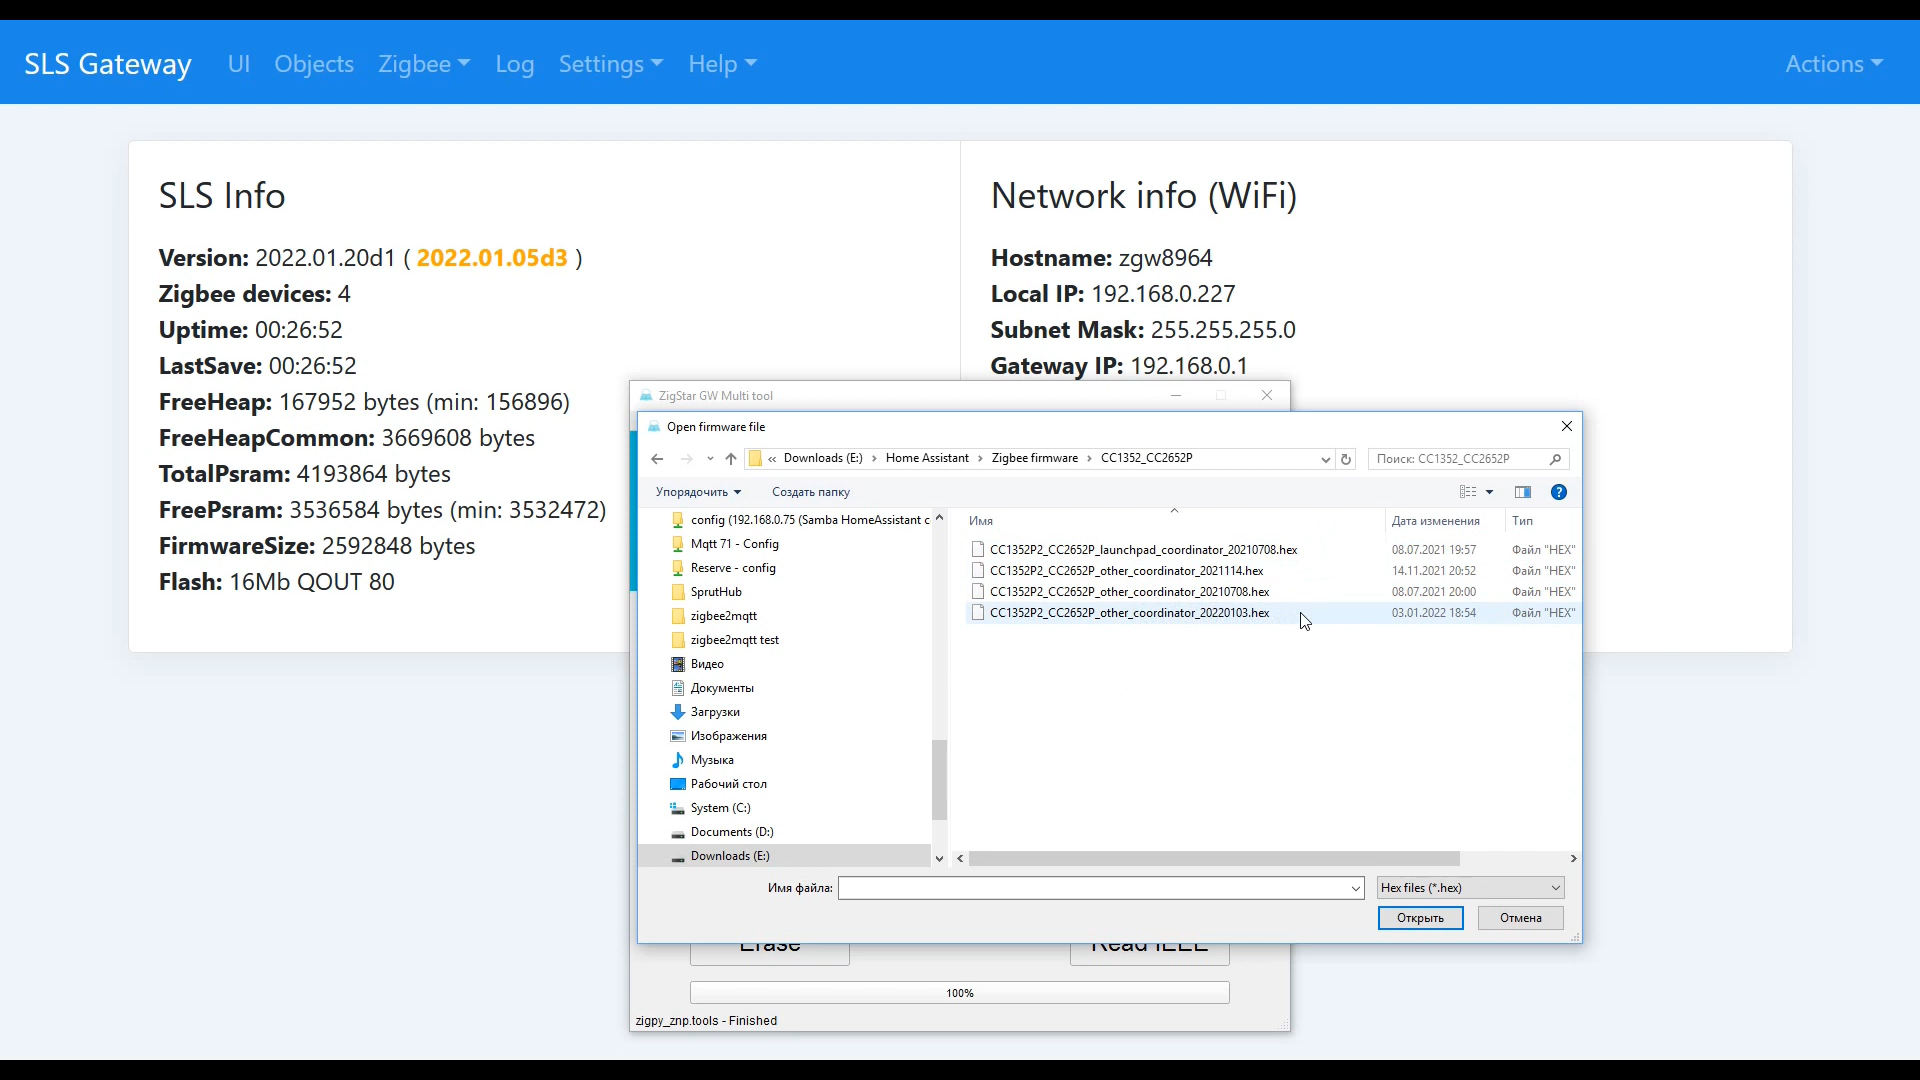 SLS Gateway UI Objects Zigbee Log Settings Help Actions
SLS Info
Version: 2022.01.20d1 ( 2022.01.05d3 )
Zigbee devices: 4
Uptime: 00:26:52
LastSave: 00:26:52
FreeHeap: 167952 bytes (min: 156896)
FreeHeapCommon: 3669608 bytes
TotalPsram: 4193864 bytes
FreePsram: 3536584 bytes (min: 3532472)
FirmwareSize: 2592848 bytes
Flash: 16Mb QOUT 80
Network info (WiFi)
Hostname: zgw8964
Local IP: 192.168.0.227
Subnet Mask: 255.255.255.0
Gateway IP: 192.168.0.1
ZigStar GW Multi tool
Open firmware file
« Downloads (E:) › Home Assistant › Zigbee firmware › CC1352_CC2652P
Поиск: CC1352_CC2652P
Упорядочить Создать папку
config (192.168.0.75 (Samba HomeAssistant c
Mqtt 71 - Config
Reserve - config
SprutHub
zigbee2mqtt
zigbee2mqtt test
Видео
Документы
Загрузки
Изображения
Музыка
Рабочий стол
System (C:)
Documents (D:)
Downloads (E:)
Имя Дата изменения Тип
CC1352P2_CC2652P_launchpad_coordinator_20210708.hex 08.07.2021 19:57 Файл "HEX"
CC1352P2_CC2652P_other_coordinator_2021114.hex 14.11.2021 20:52 Файл "HEX"
CC1352P2_CC2652P_other_coordinator_20210708.hex 08.07.2021 20:00 Файл "HEX"
CC1352P2_CC2652P_other_coordinator_20220103.hex 03.01.2022 18:54 Файл "HEX"
Имя файла: Hex files (*.hex)
Открыть Отмена
Erase Read IEEE
100%
zigpy_znp.tools - Finished